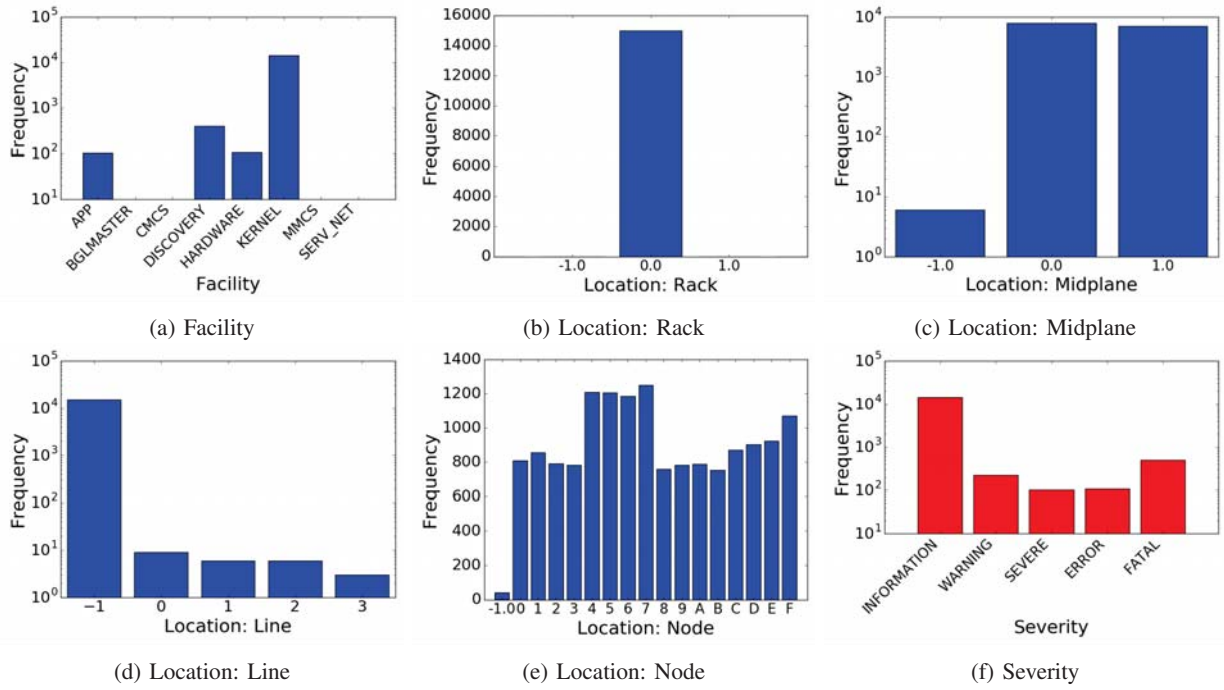 10^5
10^4
10^3
10^2
10^1
Frequency
APP
BGLMASTER
CMCS
DISCOVERY
HARDWARE
KERNEL
MMCS
SERV_NET
Facility
(a) Facility
16000
14000
12000
10000
8000
6000
4000
2000
0
Frequency
-1.0 0.0 1.0
Location: Rack
(b) Location: Rack
10^4
10^3
10^2
10^1
10^0
Frequency
-1.0 0.0 1.0
Location: Midplane
(c) Location: Midplane
10^5
10^4
10^3
10^2
10^1
10^0
Frequency
−1 0 1 2 3
Location: Line
(d) Location: Line
1400
1200
1000
800
600
400
200
0
Frequency
-1.0 0 1 2 3 4 5 6 7 8 9 A B C D E F
Location: Node
(e) Location: Node
10^5
10^4
10^3
10^2
10^1
Frequency
INFORMATION
WARNING
SEVERE
ERROR
FATAL
Severity
(f) Severity